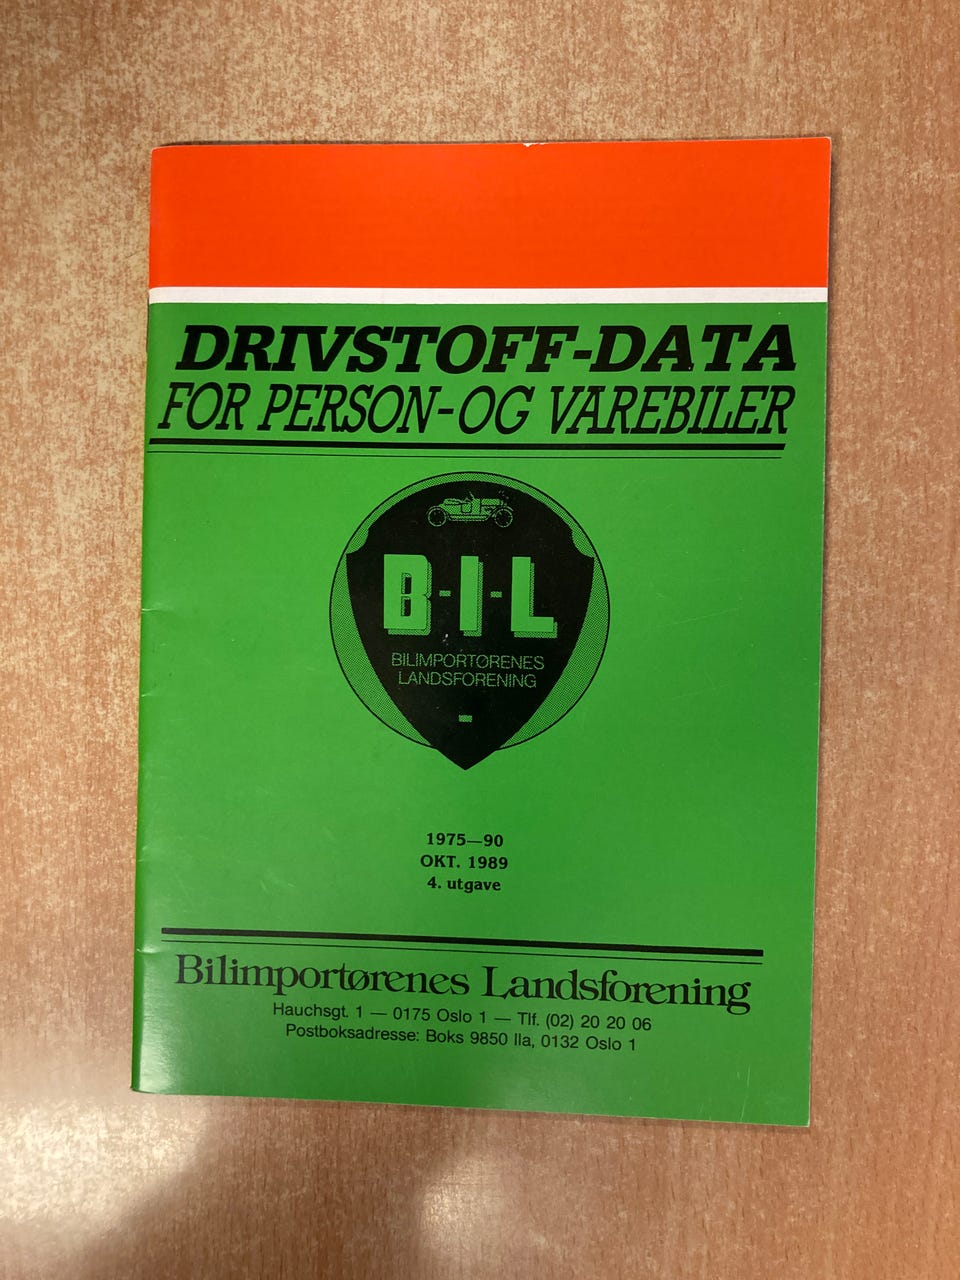 DRIVSTOFF-DATA
FOR PERSON-OG VAREBILER
B-I-L
BILIMPORTØRENES
LANDSFORENING
1975—90
OKT. 1989
4. utgave
Bilimportørenes Landsforening
Hauchsgt. 1 — 0175 Oslo 1 — Tlf. (02) 20 20 06
Postboksadresse: Boks 9850 Ila, 0132 Oslo 1